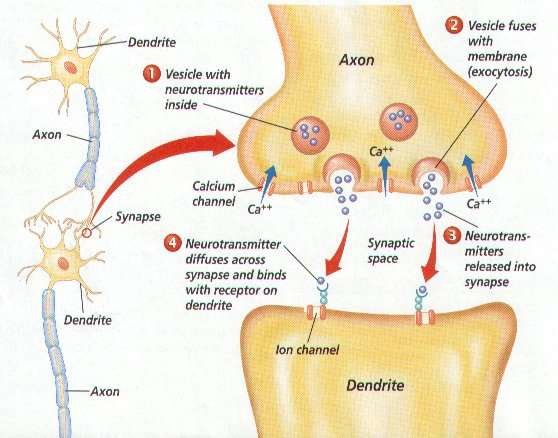 Dendrite
Axon
Synapse
Dendrite
Axon
1 Vesicle with
neurotransmitters
inside
Axon
2 Vesicle fuses
with
membrane
(exocytosis)
Calcium
channel
Ca++
Ca++
Ca++
4 Neurotransmitter
diffuses across
synapse and binds
with receptor on
dendrite
Synaptic
space
3 Neurotrans-
mitters
released into
synapse
Ion channel
Dendrite